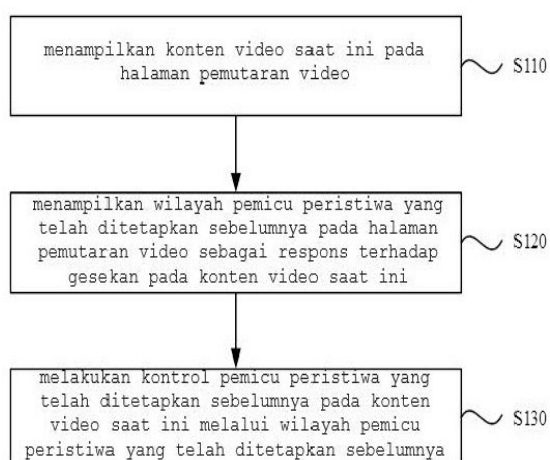 menampilkan konten video saat ini pada
halaman pemutaran video
S110
menampilkan wilayah pemicu peristiwa yang
telah ditetapkan sebelumnya pada halaman
pemutaran video sebagai respons terhadap
gesekan pada konten video saat ini
S120
melakukan kontrol pemicu peristiwa yang
telah ditetapkan sebelumnya pada konten
video saat ini melalui wilayah pemicu
peristiwa yang telah ditetapkan sebelumnya
S130